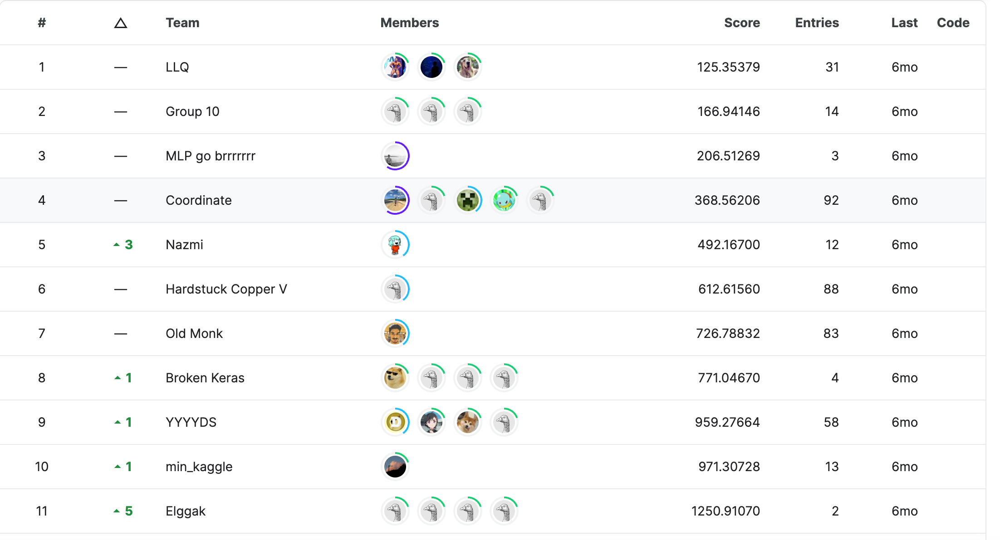 # △ Team Members Score Entries Last Code
1 — LLQ 125.35379 31 6mo
2 — Group 10 166.94146 14 6mo
3 — MLP go brrrrrrr 206.51269 3 6mo
4 — Coordinate 368.56206 92 6mo
5 ▲ 3 Nazmi 492.16700 12 6mo
6 — Hardstuck Copper V 612.61560 88 6mo
7 — Old Monk 726.78832 83 6mo
8 ▲ 1 Broken Keras 771.04670 4 6mo
9 ▲ 1 YYYYDS 959.27664 58 6mo
10 ▲ 1 min_kaggle 971.30728 13 6mo
11 ▲ 5 Elggak 1250.91070 2 6mo